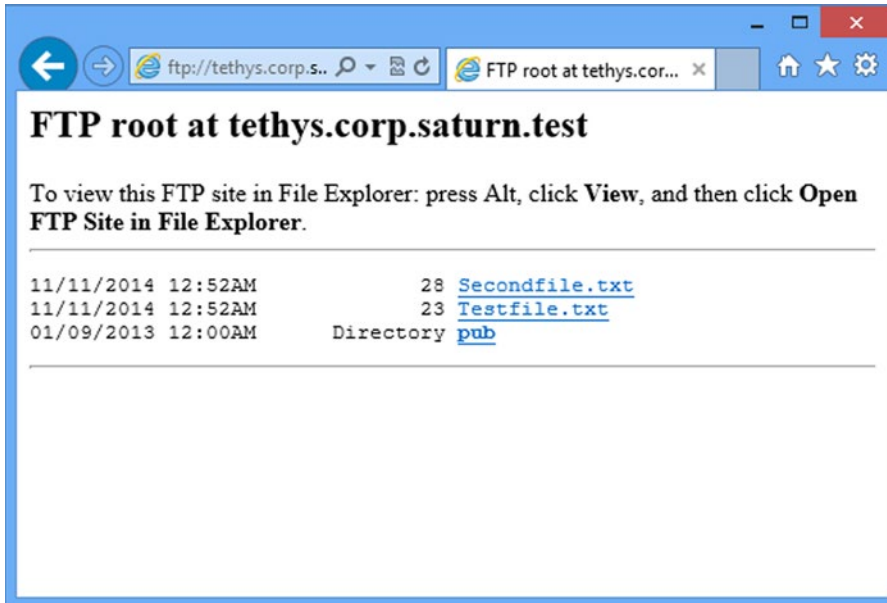 ftp://tethys.corp.s..
FTP root at tethys.cor...
FTP root at tethys.corp.saturn.test
To view this FTP site in File Explorer: press Alt, click View, and then click Open
FTP Site in File Explorer.
11/11/2014 12:52AM 28 Secondfile.txt
11/11/2014 12:52AM 23 Testfile.txt
01/09/2013 12:00AM Directory pub